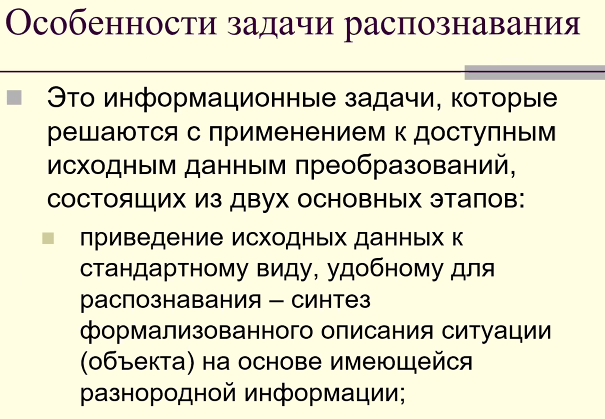 Особенности задачи распознавания
Это информационные задачи, которые
решаются с применением к доступным
исходным данным преобразований,
состоящих из двух основных этапов:
приведение исходных данных к
стандартному виду, удобному для
распознавания – синтез
формализованного описания ситуации
(объекта) на основе имеющейся
разнородной информации;